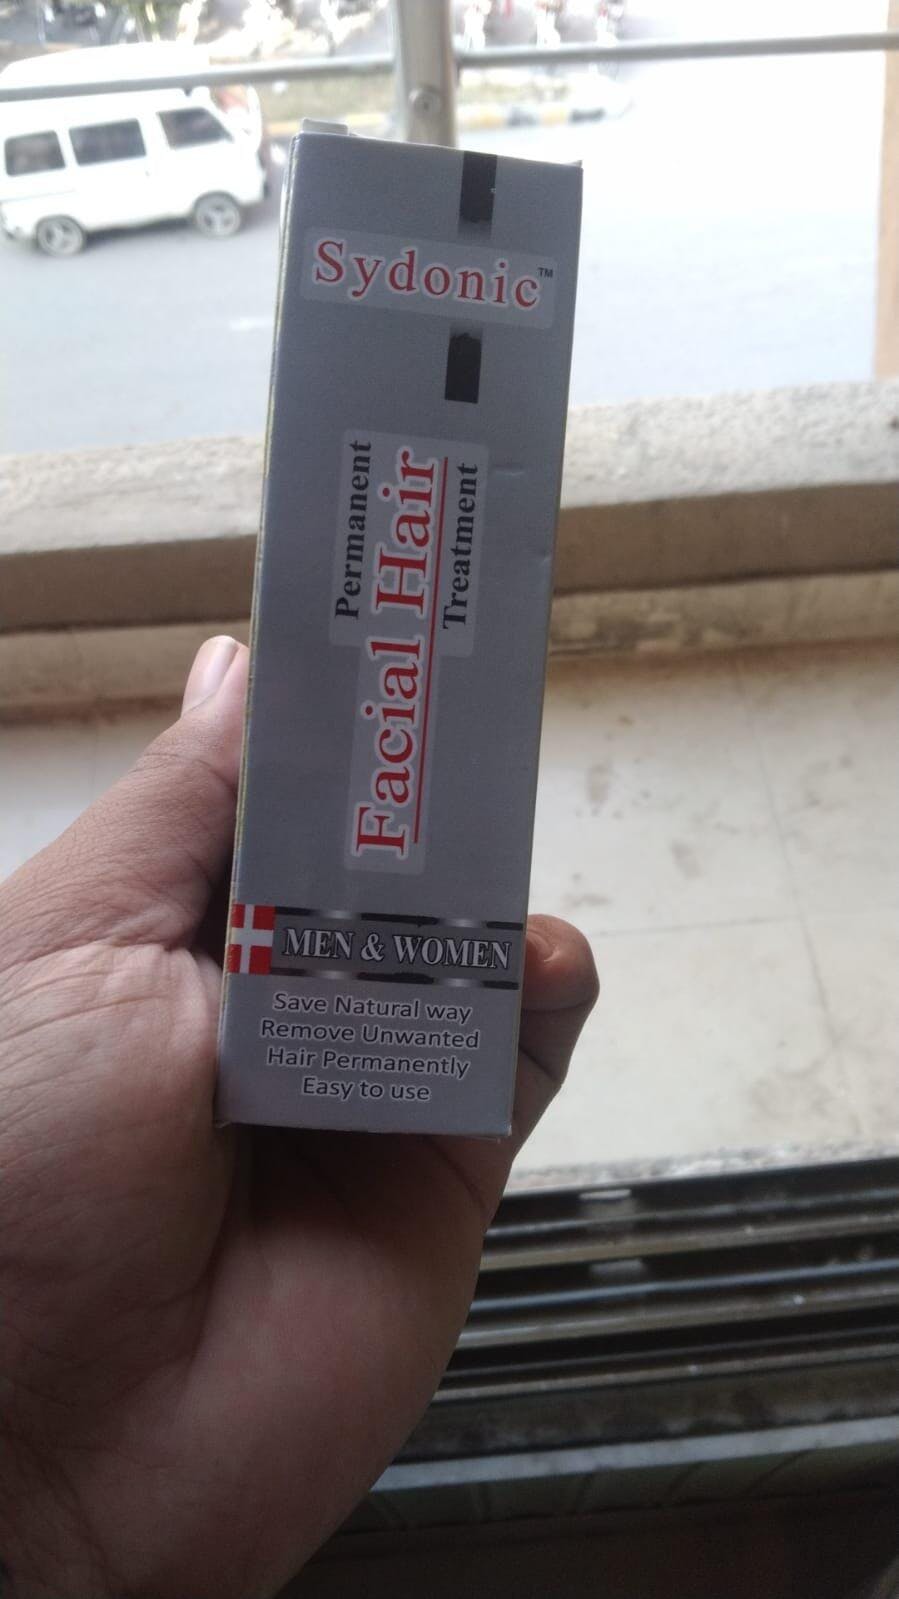 Sydonic™
Permanent
Facial Hair
Treatment
MEN & WOMEN
Save Natural way
Remove Unwanted
Hair Permanently
Easy to use